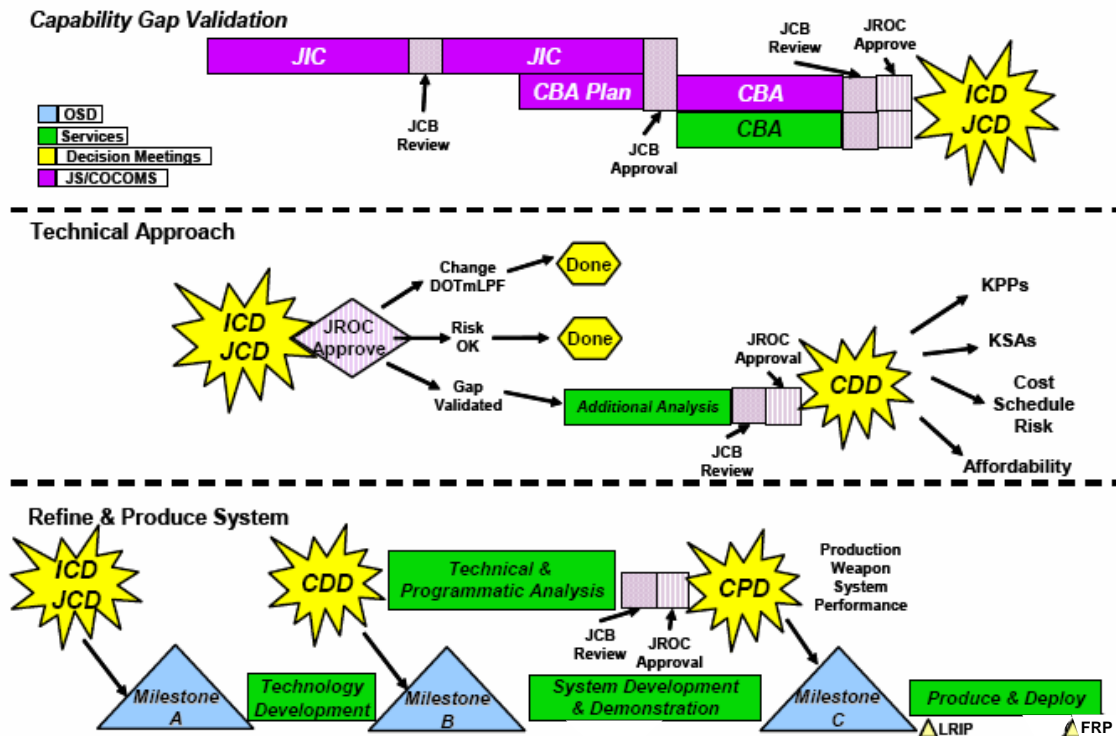 Capability Gap Validation
JIC
JIC
CBA Plan
CBA
CBA
JCB
Review
JCB
Approval
JCB
Review
JROC
Approve
ICD
JCD
OSD
Services
Decision Meetings
JS/COCOMS
Technical Approach
ICD
JCD
JROC
Approve
Change
DOTmLPF
Done
Risk
OK
Done
Gap
Validated
Additional Analysis
JCB
Review
JROC
Approval
CDD
KPPs
KSAs
Cost
Schedule
Risk
Affordability
Refine & Produce System
ICD
JCD
CDD
Technical &
Programmatic Analysis
JCB
Review
JROC
Approval
CPD
Production
Weapon
System
Performance
Milestone
A
Technology
Development
Milestone
B
System Development
& Demonstration
Milestone
C
Produce & Deploy
LRIP
FRP